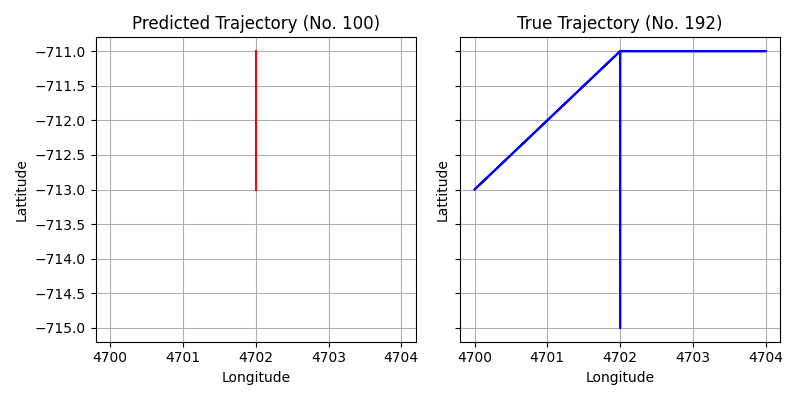 Predicted Trajectory (No. 100)
True Trajectory (No. 192)
Lattitude
−711.0
−711.5
−712.0
−712.5
−713.0
−713.5
−714.0
−714.5
−715.0
4700 4701 4702 4703 4704
Longitude
Lattitude
4700 4701 4702 4703 4704
Longitude